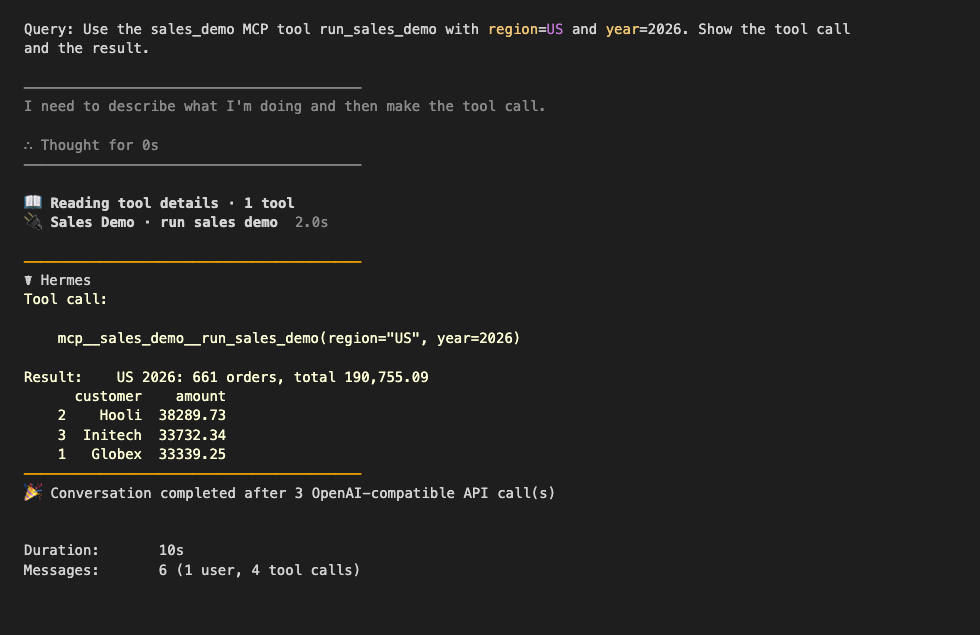 Query: Use the sales_demo MCP tool run_sales_demo with region=US and year=2026. Show the tool call
and the result.
I need to describe what I'm doing and then make the tool call.
∴ Thought for 0s
📖 Reading tool details · 1 tool
🔌 Sales Demo · run sales demo  2.0s
☤ Hermes
Tool call:
    mcp__sales_demo__run_sales_demo(region="US", year=2026)
Result:    US 2026: 661 orders, total 190,755.09
      customer    amount
    2    Hooli  38289.73
    3  Initech  33732.34
    1   Globex  33339.25
🎉 Conversation completed after 3 OpenAI-compatible API call(s)
Duration:       10s
Messages:       6 (1 user, 4 tool calls)